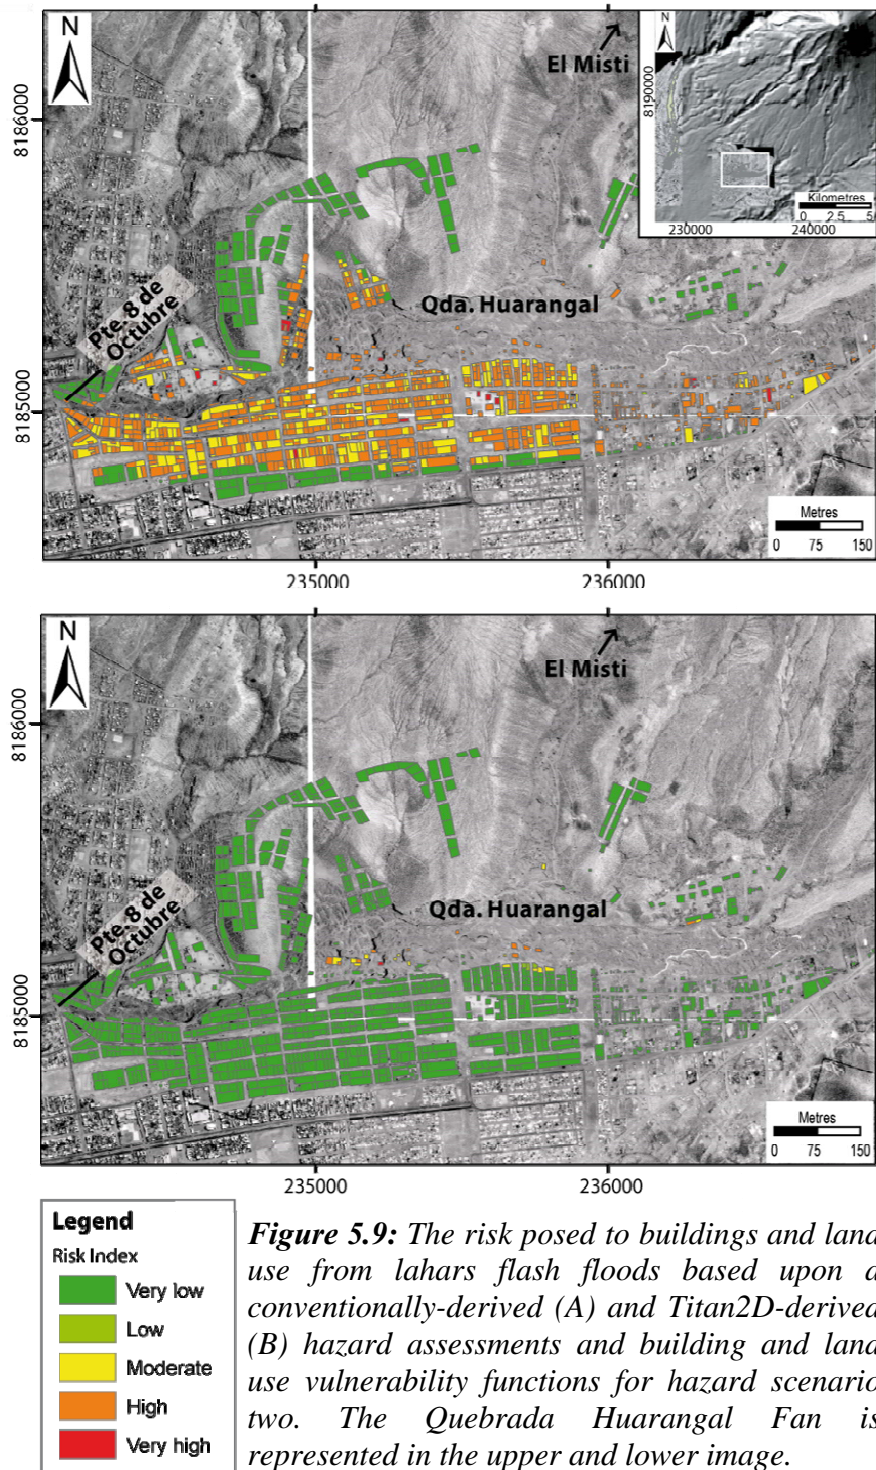 N
El Misti
N
8190000
Kilometres
0 2.5 5
230000 240000
8186000
Pte. 8 de
Octubre
Qda. Huarangal
8185000
Metres
0 75 150
235000 236000
N
El Misti
8186000
Pte. 8 de
Octubre
Qda. Huarangal
8185000
Metres
0 75 150
235000 236000
Legend
Risk Index
Very low
Low
Moderate
High
Very high
Figure 5.9: The risk posed to buildings and land
use from lahars flash floods based upon a
conventionally-derived (A) and Titan2D-derived
(B) hazard assessments and building and land
use vulnerability functions for hazard scenario
two. The Quebrada Huarangal Fan is
represented in the upper and lower image.